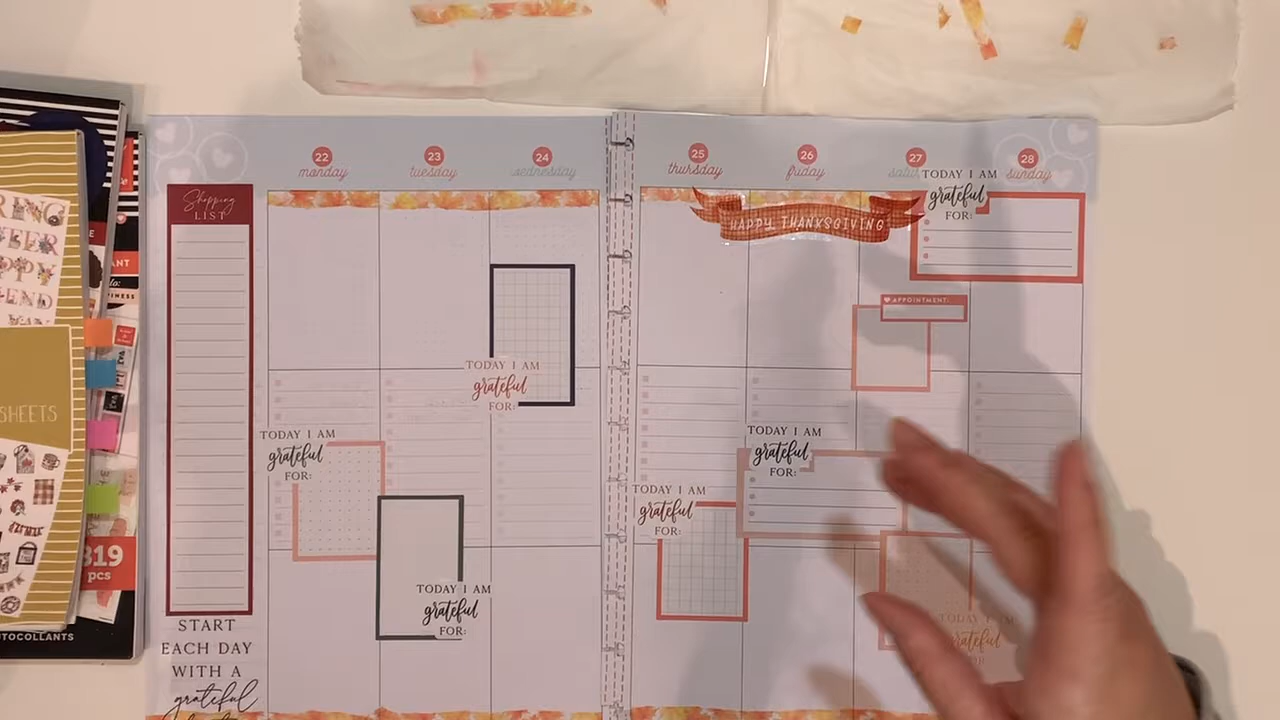 22 23 24 25 26 27 28
monday tuesday wednesday thursday friday sunday
Shopping
LIST
HAPPY THANKSGIVING
TODAY I AM
grateful
FOR:
APPOINTMENT:
TODAY I AM
grateful
FOR:
TODAY I AM
grateful
FOR:
TODAY I AM
grateful
FOR:
TODAY I AM
grateful
FOR:
TODAY I AM
grateful
FOR:
TODAY I AM
grateful
START
EACH DAY
WITH A
grateful
SHEETS
319
pcs